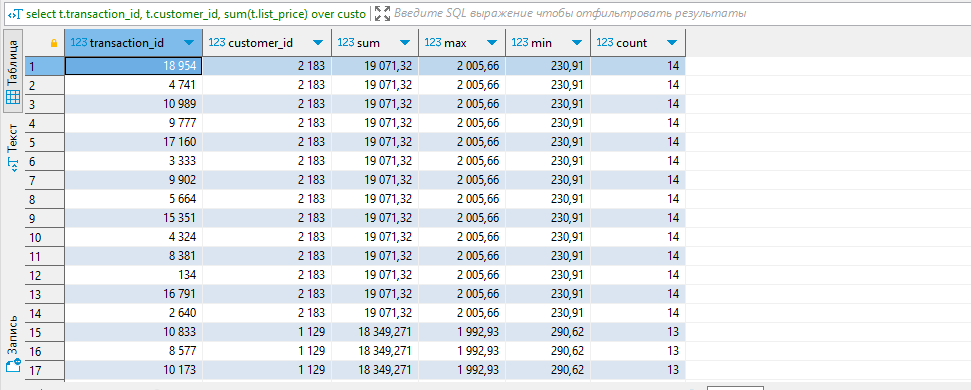 select t.transaction_id, t.customer_id, sum(t.list_price) over custo Введите SQL выражение чтобы отфильтровать результаты
Таблица
Текст
Запись
123 transaction_id 123 customer_id 123 sum 123 max 123 min 123 count
1 18 954 2 183 19 071,32 2 005,66 230,91 14
2 4 741 2 183 19 071,32 2 005,66 230,91 14
3 10 989 2 183 19 071,32 2 005,66 230,91 14
4 9 777 2 183 19 071,32 2 005,66 230,91 14
5 17 160 2 183 19 071,32 2 005,66 230,91 14
6 3 333 2 183 19 071,32 2 005,66 230,91 14
7 9 902 2 183 19 071,32 2 005,66 230,91 14
8 5 664 2 183 19 071,32 2 005,66 230,91 14
9 15 351 2 183 19 071,32 2 005,66 230,91 14
10 4 324 2 183 19 071,32 2 005,66 230,91 14
11 8 381 2 183 19 071,32 2 005,66 230,91 14
12 134 2 183 19 071,32 2 005,66 230,91 14
13 16 791 2 183 19 071,32 2 005,66 230,91 14
14 2 640 2 183 19 071,32 2 005,66 230,91 14
15 10 833 1 129 18 349,271 1 992,93 290,62 13
16 8 577 1 129 18 349,271 1 992,93 290,62 13
17 10 173 1 129 18 349,271 1 992,93 290,62 13